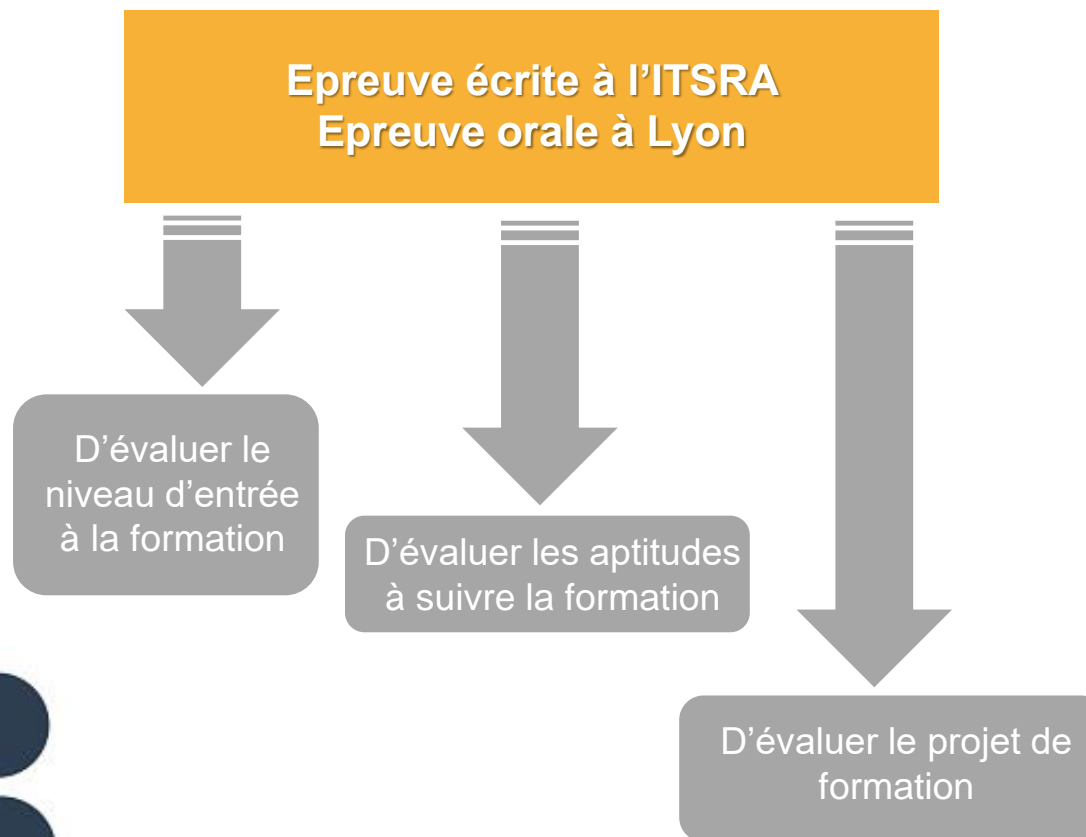 Epreuve écrite à l’ITSRA
Epreuve orale à Lyon
D’évaluer le
niveau d’entrée
à la formation
D’évaluer les aptitudes
à suivre la formation
D’évaluer le projet de
formation